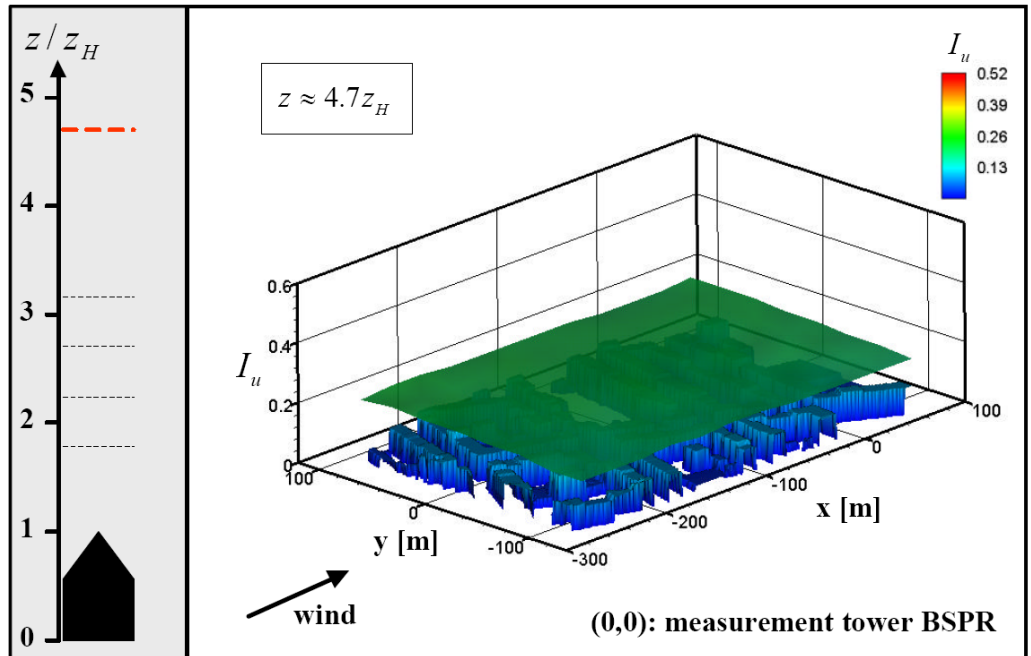 z / z_H
5
4
3
2
1
0
z ≈ 4.7z_H
I_u
0.52
0.39
0.26
0.13
0.6
0.4
0.2
0
I_u
100
0
-100
y [m]
-300
-200
-100
0
100
x [m]
wind
(0,0): measurement tower BSPR